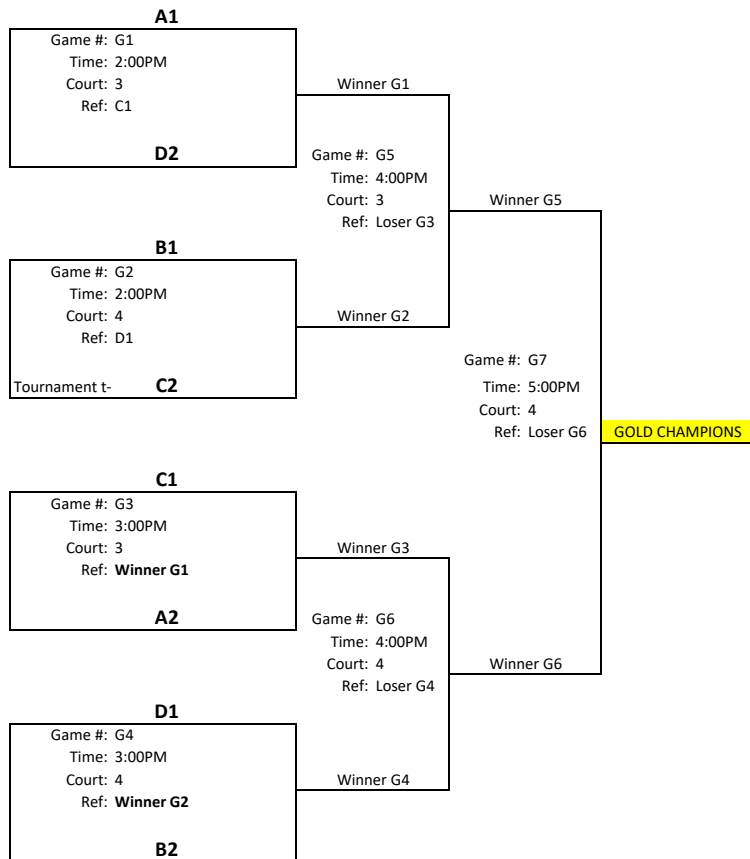 A1
Game #: G1
Time: 2:00PM
Court: 3
Ref: C1
D2
Winner G1
Game #: G5
Time: 4:00PM
Court: 3
Ref: Loser G3
Winner G5
B1
Game #: G2
Time: 2:00PM
Court: 4
Ref: D1
Tournament t- C2
Winner G2
Game #: G7
Time: 5:00PM
Court: 4
Ref: Loser G6
GOLD CHAMPIONS
C1
Game #: G3
Time: 3:00PM
Court: 3
Ref: Winner G1
A2
Winner G3
Game #: G6
Time: 4:00PM
Court: 4
Ref: Loser G4
Winner G6
D1
Game #: G4
Time: 3:00PM
Court: 4
Ref: Winner G2
B2
Winner G4